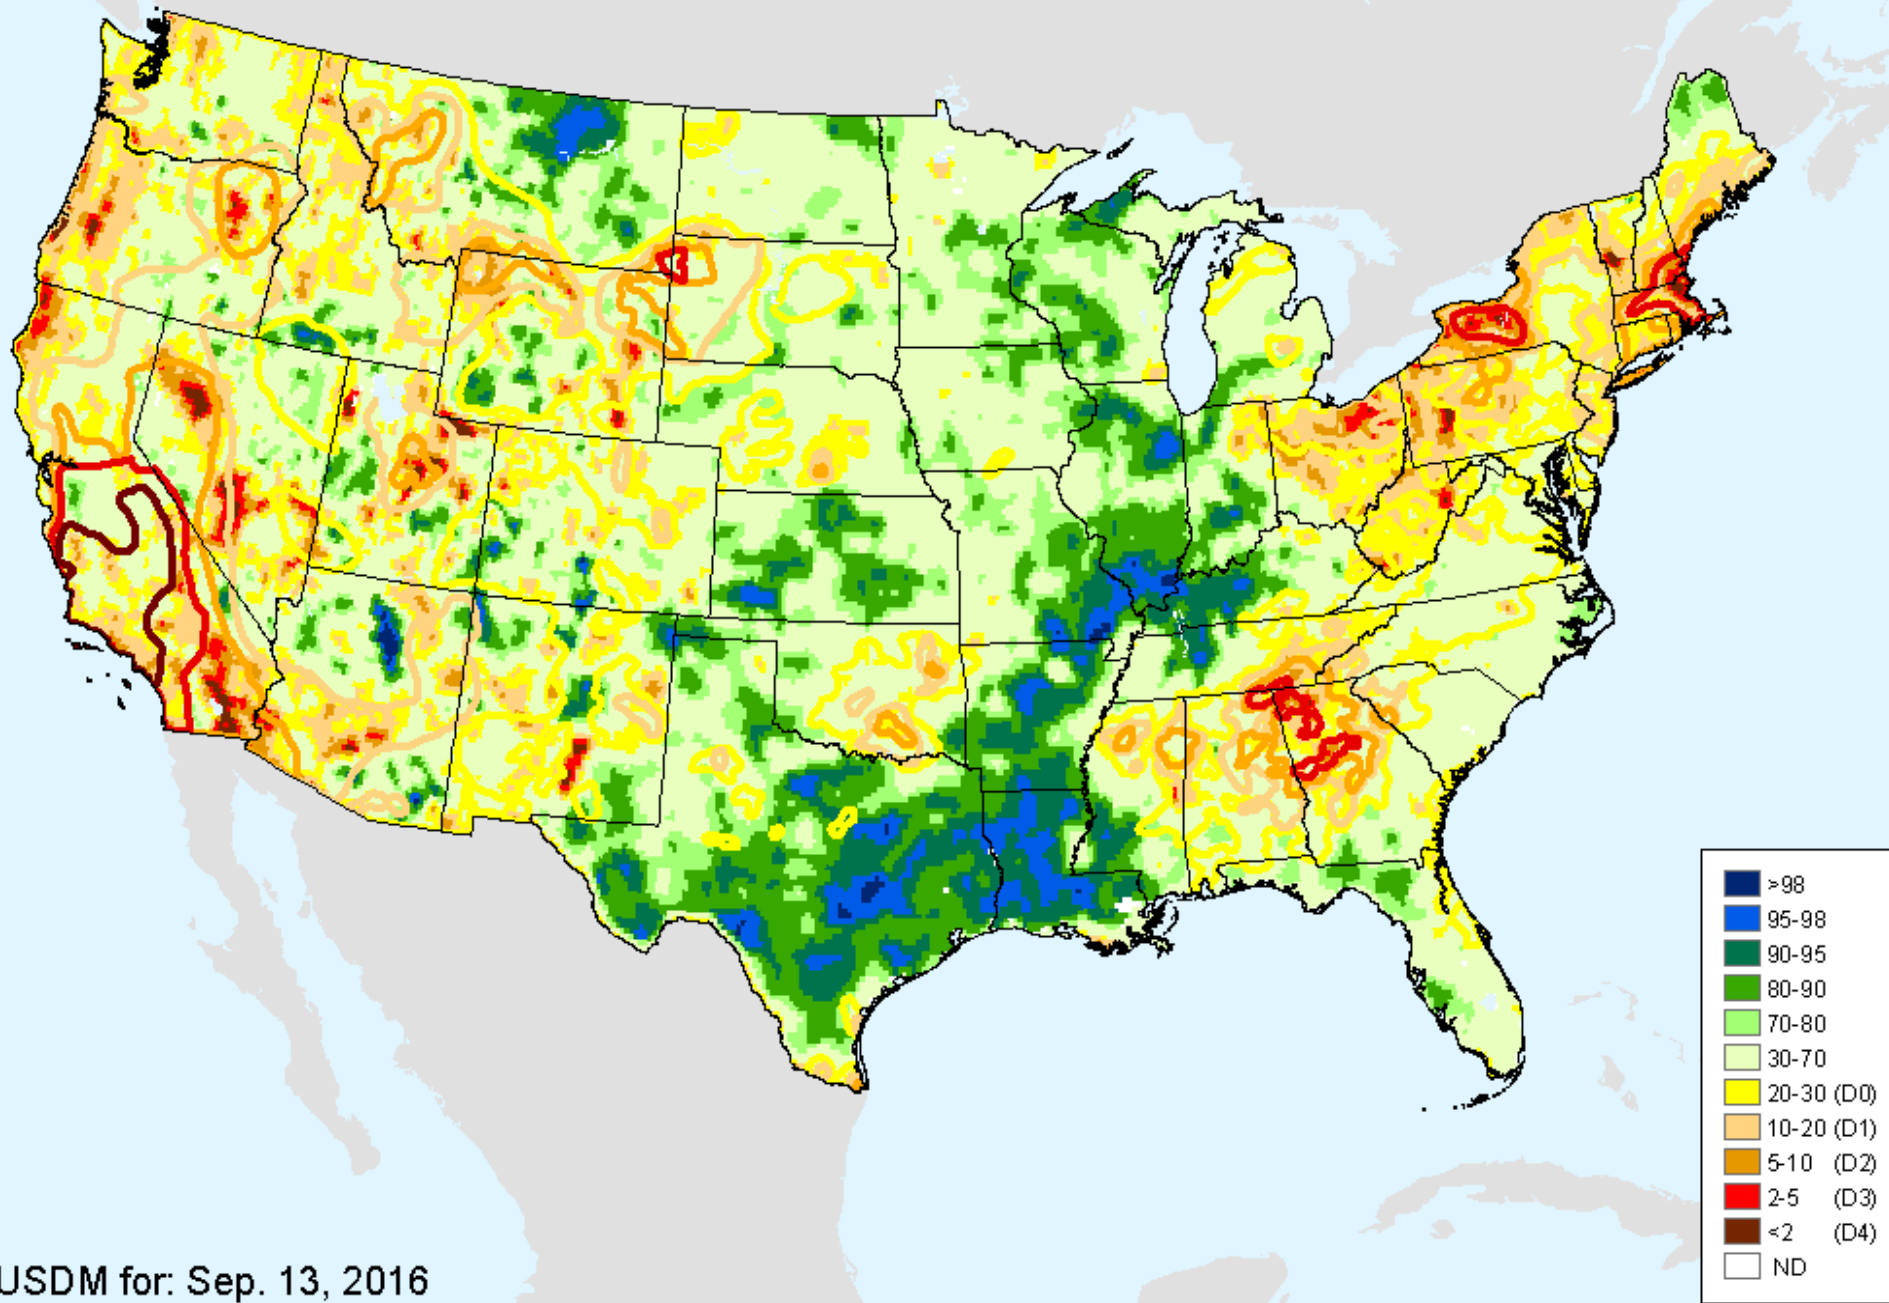 >98
95-98
90-95
80-90
70-80
30-70
20-30 (D0)
10-20 (D1)
5-10 (D2)
2-5 (D3)
<2 (D4)
ND
USDM for: Sep. 13, 2016